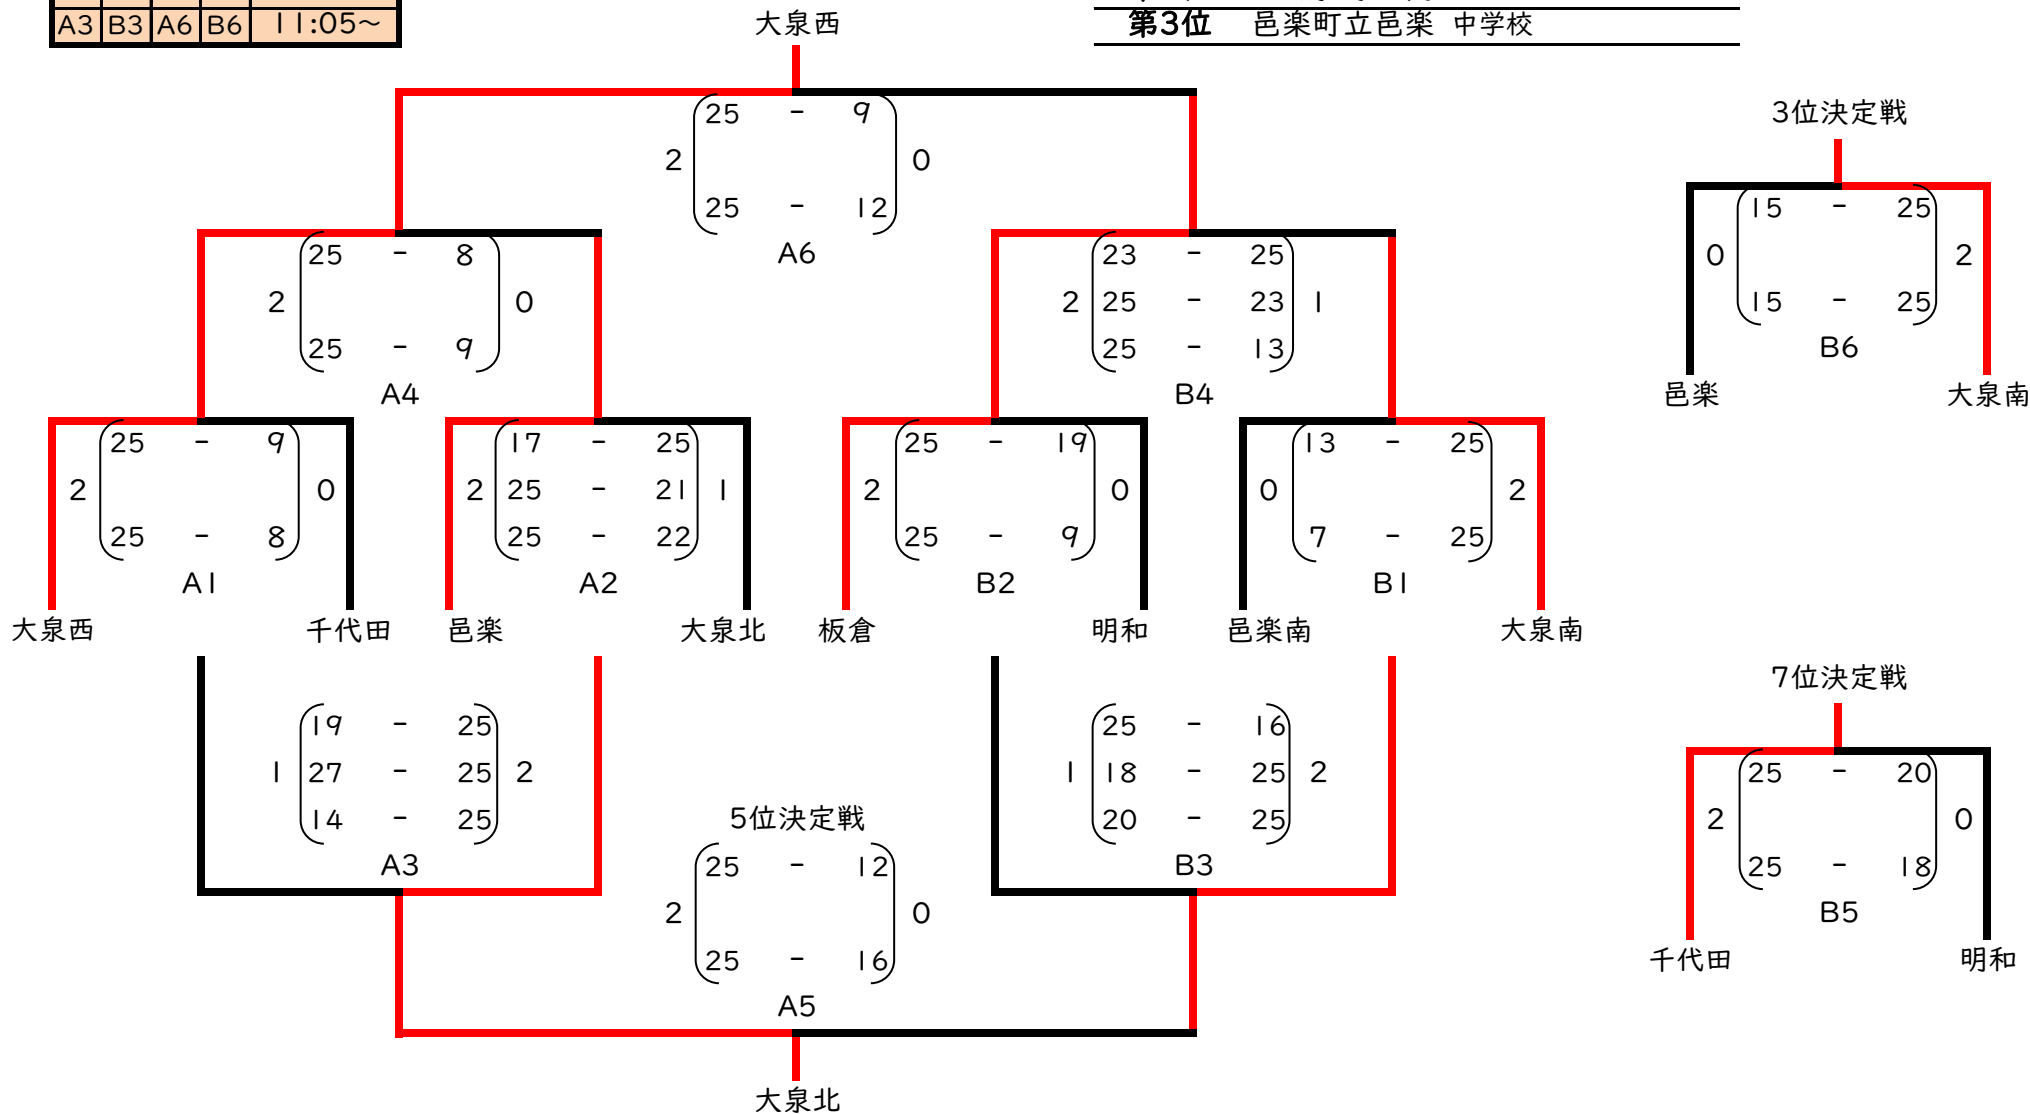 A3 B3 A6 B6 11:05～
大泉西
第3位 邑楽町立邑楽 中学校
3位決定戦
25 - 9
2 0
25 - 12
A6
15 - 25
0 2
15 - 25
B6
邑楽 大泉南
25 - 8
2 0
25 - 9
A4
23 - 25
2 25 - 23 1
25 - 13
B4
25 - 9
2 0
25 - 8
A1
17 - 25
2 25 - 21 1
25 - 22
A2
25 - 19
2 0
25 - 9
B2
13 - 25
0 2
7 - 25
B1
大泉西 千代田 邑楽 大泉北 板倉 明和 邑楽南 大泉南
19 - 25
1 27 - 25 2
14 - 25
A3
25 - 16
1 18 - 25 2
20 - 25
B3
5位決定戦
25 - 12
2 0
25 - 16
A5
大泉北
7位決定戦
25 - 20
2 0
25 - 18
B5
千代田 明和